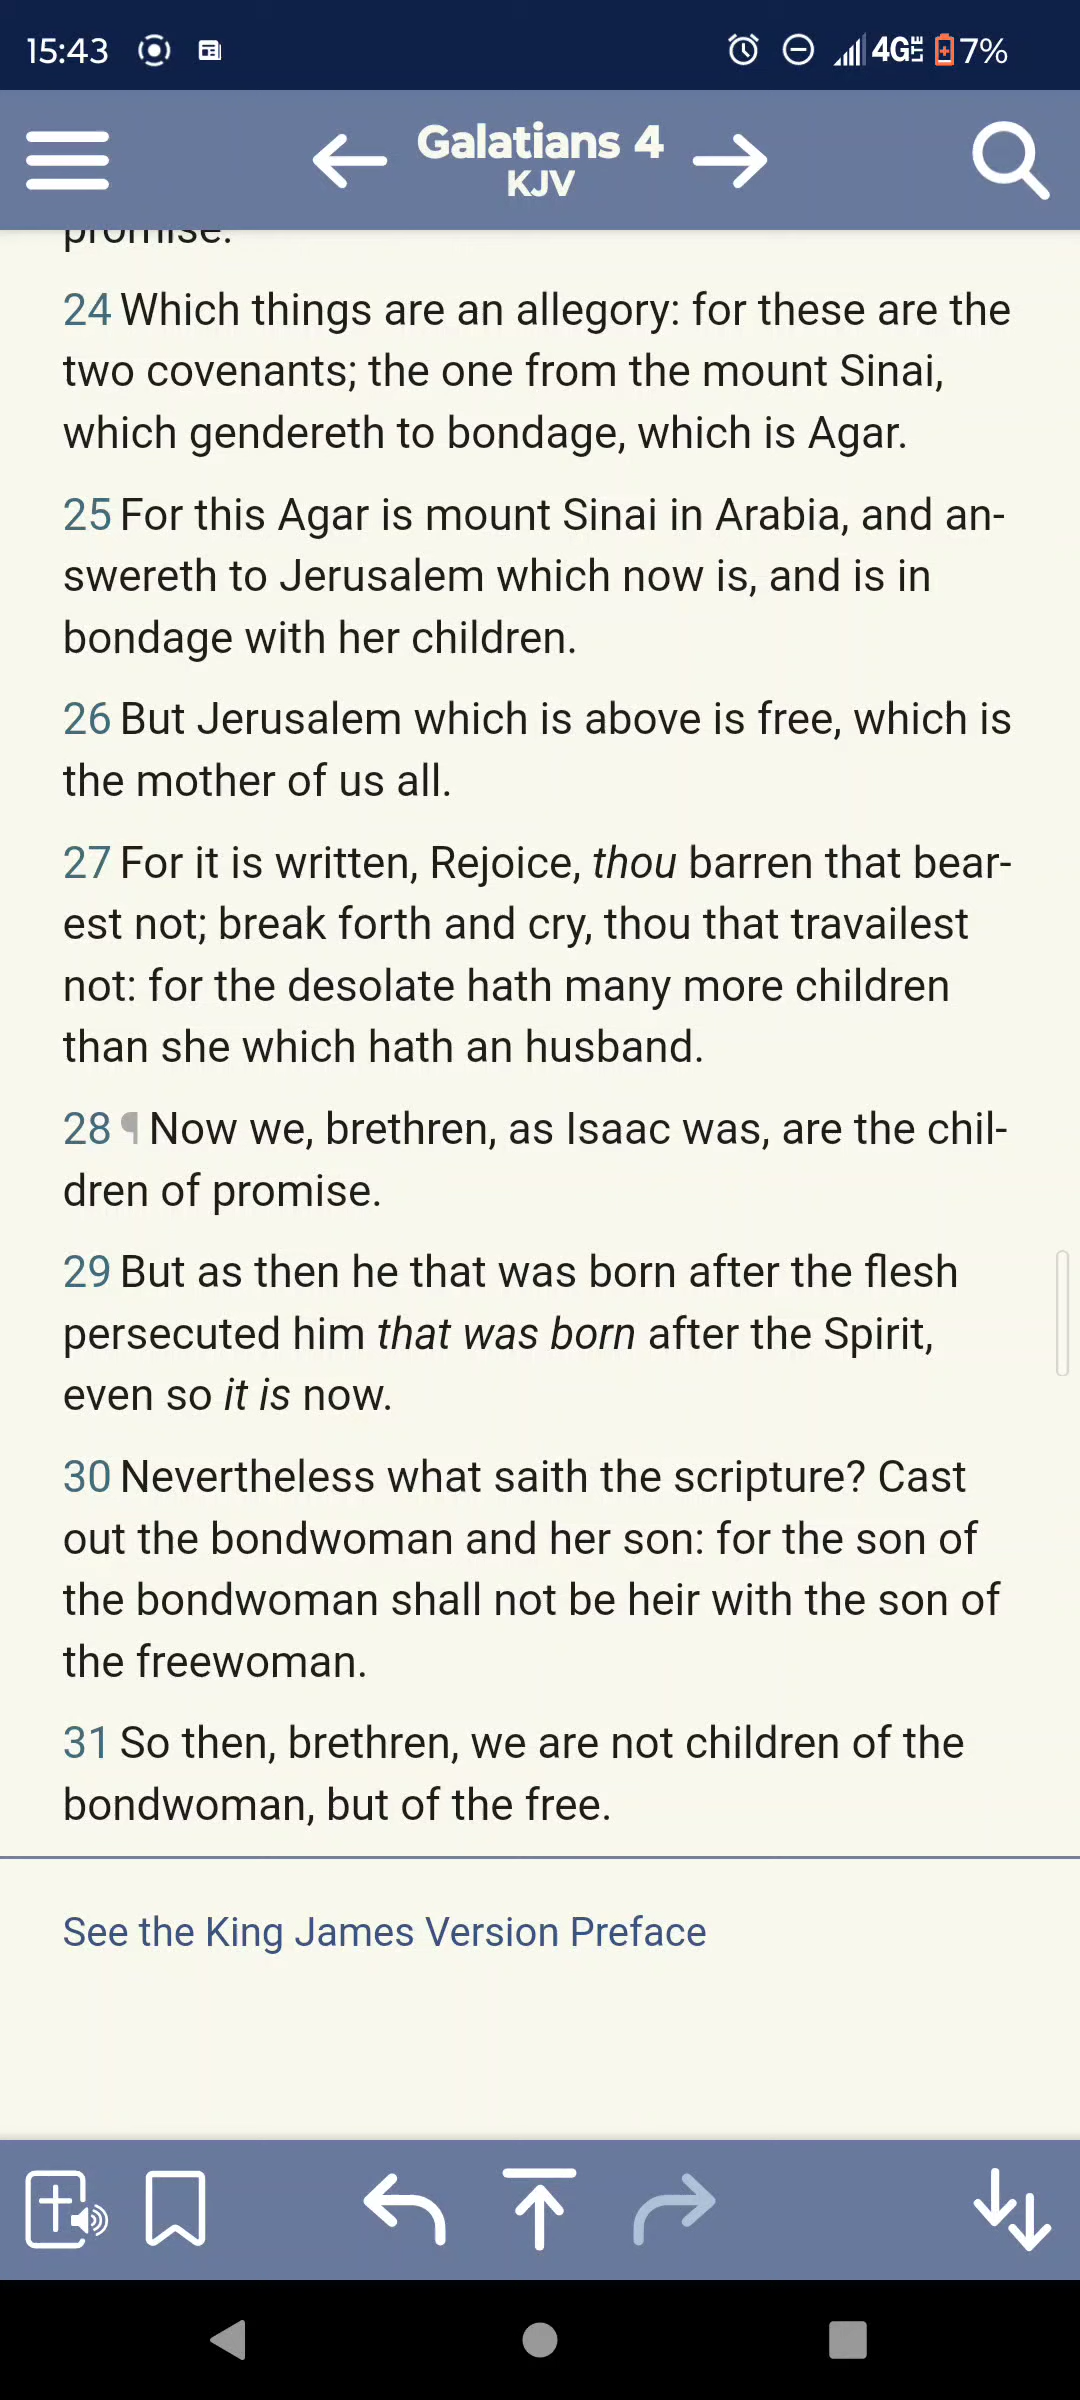 15:43
4G LTE 7%
Galatians 4
KJV
promise.
24 Which things are an allegory: for these are the
two covenants; the one from the mount Sinai,
which gendereth to bondage, which is Agar.
25 For this Agar is mount Sinai in Arabia, and an-
swereth to Jerusalem which now is, and is in
bondage with her children.
26 But Jerusalem which is above is free, which is
the mother of us all.
27 For it is written, Rejoice, thou barren that bear-
est not; break forth and cry, thou that travailest
not: for the desolate hath many more children
than she which hath an husband.
28 ¶ Now we, brethren, as Isaac was, are the chil-
dren of promise.
29 But as then he that was born after the flesh
persecuted him that was born after the Spirit,
even so it is now.
30 Nevertheless what saith the scripture? Cast
out the bondwoman and her son: for the son of
the bondwoman shall not be heir with the son of
the freewoman.
31 So then, brethren, we are not children of the
bondwoman, but of the free.
See the King James Version Preface